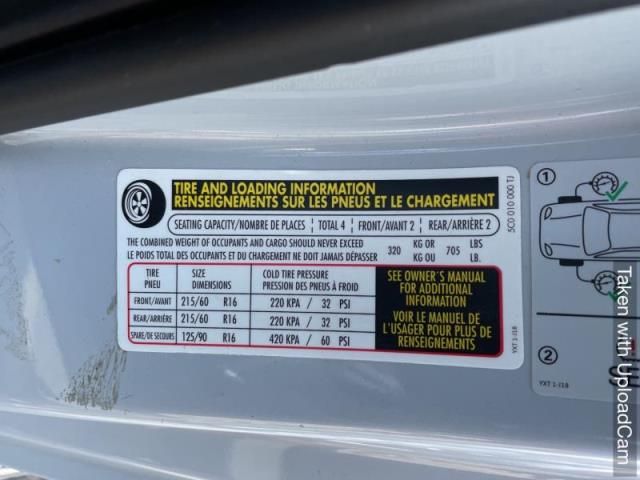 TIRE AND LOADING INFORMATION
RENSEIGNEMENTS SUR LES PNEUS ET LE CHARGEMENT
SEATING CAPACITY/NOMBRE DE PLACES TOTAL 4 FRONT/AVANT 2 REAR/ARRIÈRE 2
THE COMBINED WEIGHT OF OCCUPANTS AND CARGO SHOULD NEVER EXCEED 320 KG OR 705 LBS
LE POIDS TOTAL DES OCCUPANTS ET DU CHARGEMENT NE DOIT JAMAIS DÉPASSER KG OU LB.
TIRE SIZE COLD TIRE PRESSURE
PNEU DIMENSIONS PRESSION DES PNEUS À FROID
FRONT/AVANT 215/60 R16 220 KPA / 32 PSI
REAR/ARRIÈRE 215/60 R16 220 KPA / 32 PSI
SPARE/DE SECOURS 125/90 R16 420 KPA / 60 PSI
SEE OWNER'S MANUAL
FOR ADDITIONAL
INFORMATION
VOIR LE MANUEL DE
L'USAGER POUR PLUS DE
RENSEIGNEMENTS
5C0 010 000 TJ
YXT 1-J18
1
2
YXT 1-J18
Taken with UploadCam